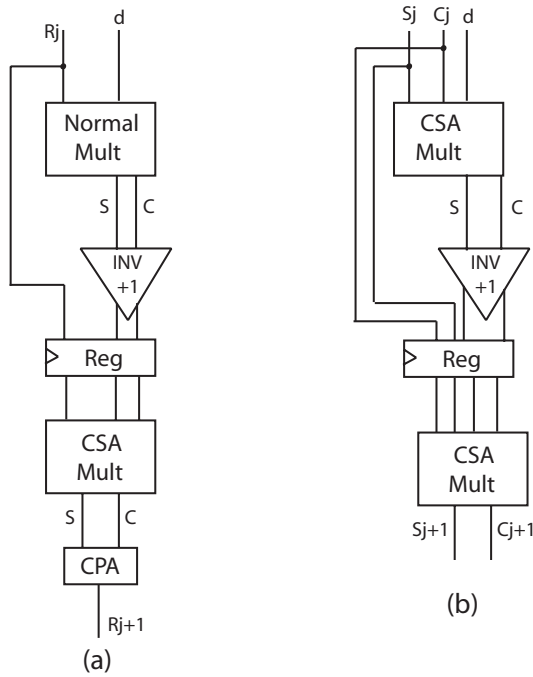 Rj
d
Normal
Mult
S
C
INV
+1
Reg
CSA
Mult
S
C
CPA
Rj+1
(a)
Sj
Cj
d
CSA
Mult
S
C
INV
+1
Reg
CSA
Mult
Sj+1
Cj+1
(b)